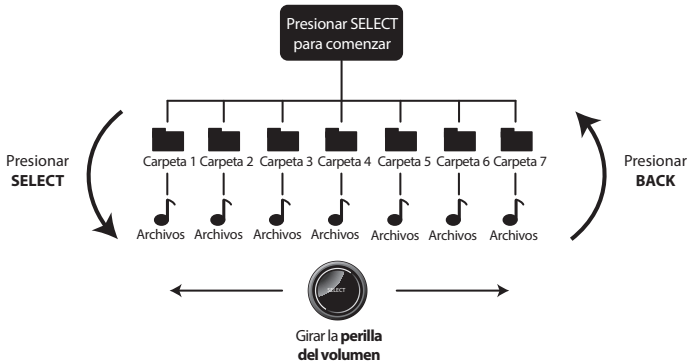 Presionar SELECT
para comenzar
Carpeta 1 Carpeta 2 Carpeta 3 Carpeta 4 Carpeta 5 Carpeta 6 Carpeta 7
Presionar
SELECT
Presionar
BACK
Archivos Archivos Archivos Archivos Archivos Archivos Archivos
SELECT
Girar la perilla
del volumen